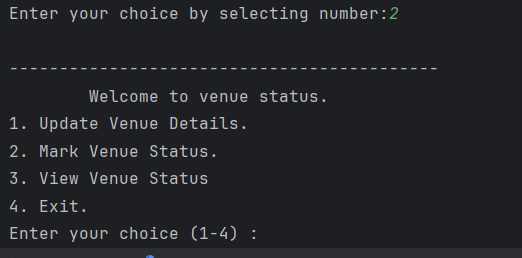 Enter your choice by selecting number:2
-------------------------------------------
Welcome to venue status.
1. Update Venue Details.
2. Mark Venue Status.
3. View Venue Status
4. Exit.
Enter your choice (1-4) :